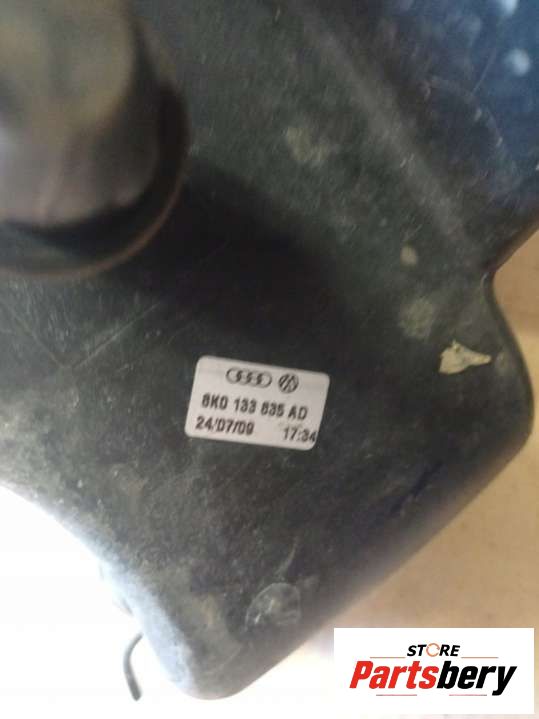 8K0 133 835 AD
24/07/09 17:34
STORE
Partsbery